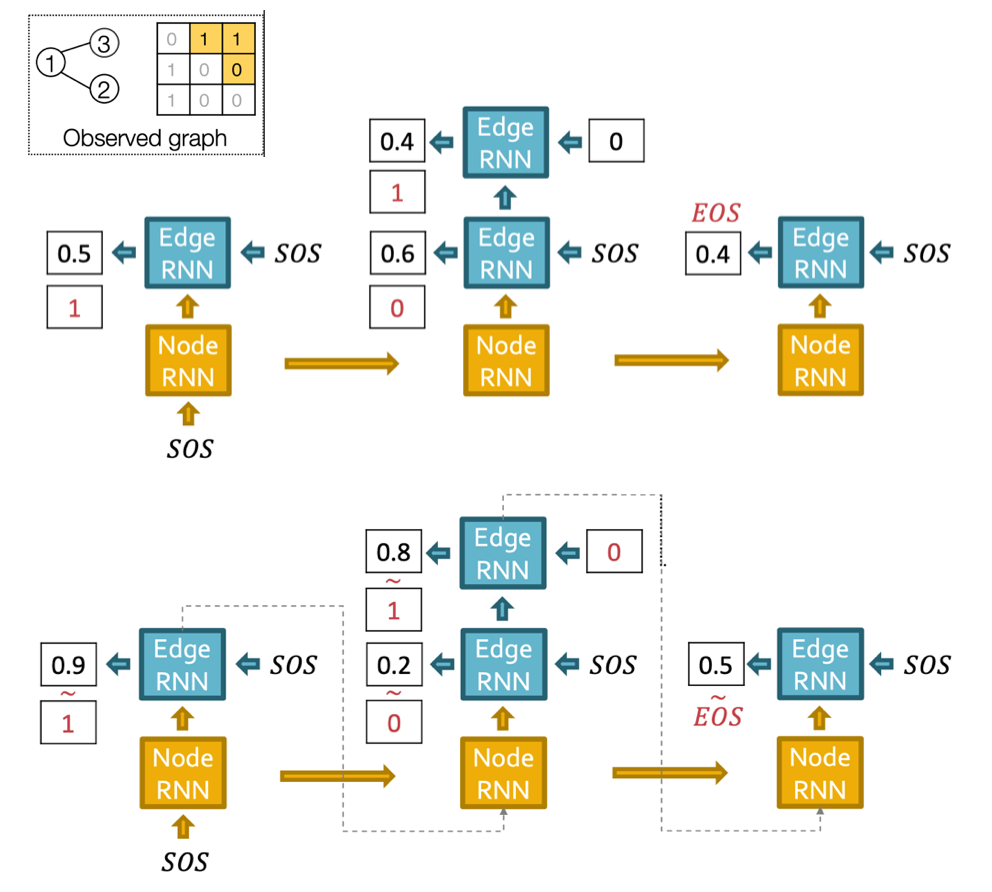 3
1
2
0 1 1
1 0 0
1 0 0
Observed graph
0.4
Edge
RNN
0
1
0.5
Edge
RNN
SOS
1
0.6
Edge
RNN
SOS
0
EOS
0.4
Edge
RNN
SOS
Node
RNN
Node
RNN
Node
RNN
SOS
0.8
Edge
RNN
0
~
1
0.9
Edge
RNN
SOS
~
1
0.2
Edge
RNN
SOS
~
0
0.5
Edge
RNN
SOS
~
EOS
Node
RNN
Node
RNN
Node
RNN
SOS